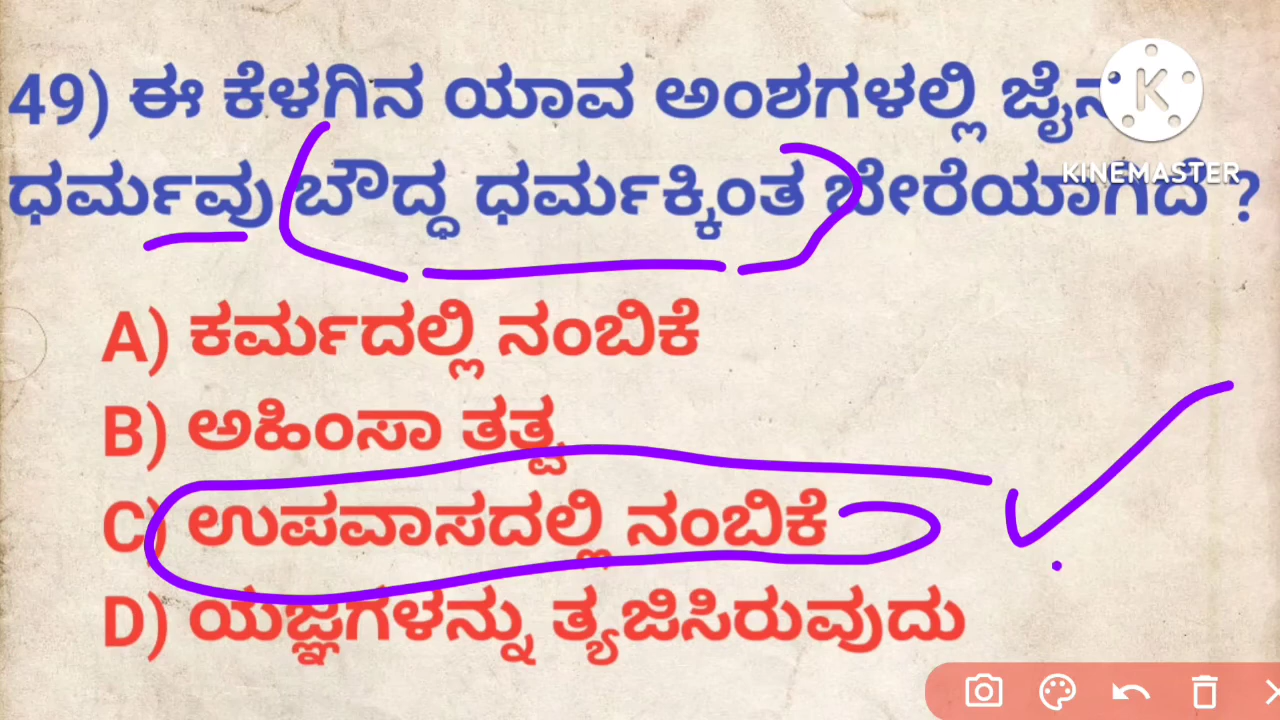 49) ಈ ಕೆಳಗಿನ ಯಾವ ಅಂಶಗಳಲ್ಲಿ ಜೈನ
ಧರ್ಮವು ಬೌದ್ಧ ಧರ್ಮಕ್ಕಿಂತ ಬೇರೆಯಾಗಿದೆ ?
KINEMASTER
A) ಕರ್ಮದಲ್ಲಿ ನಂಬಿಕೆ
B) ಅಹಿಂಸಾ ತತ್ವ
C) ಉಪವಾಸದಲ್ಲಿ ನಂಬಿಕೆ
D) ಯಜ್ಞಗಳನ್ನು ತ್ಯಜಿಸಿರುವುದು